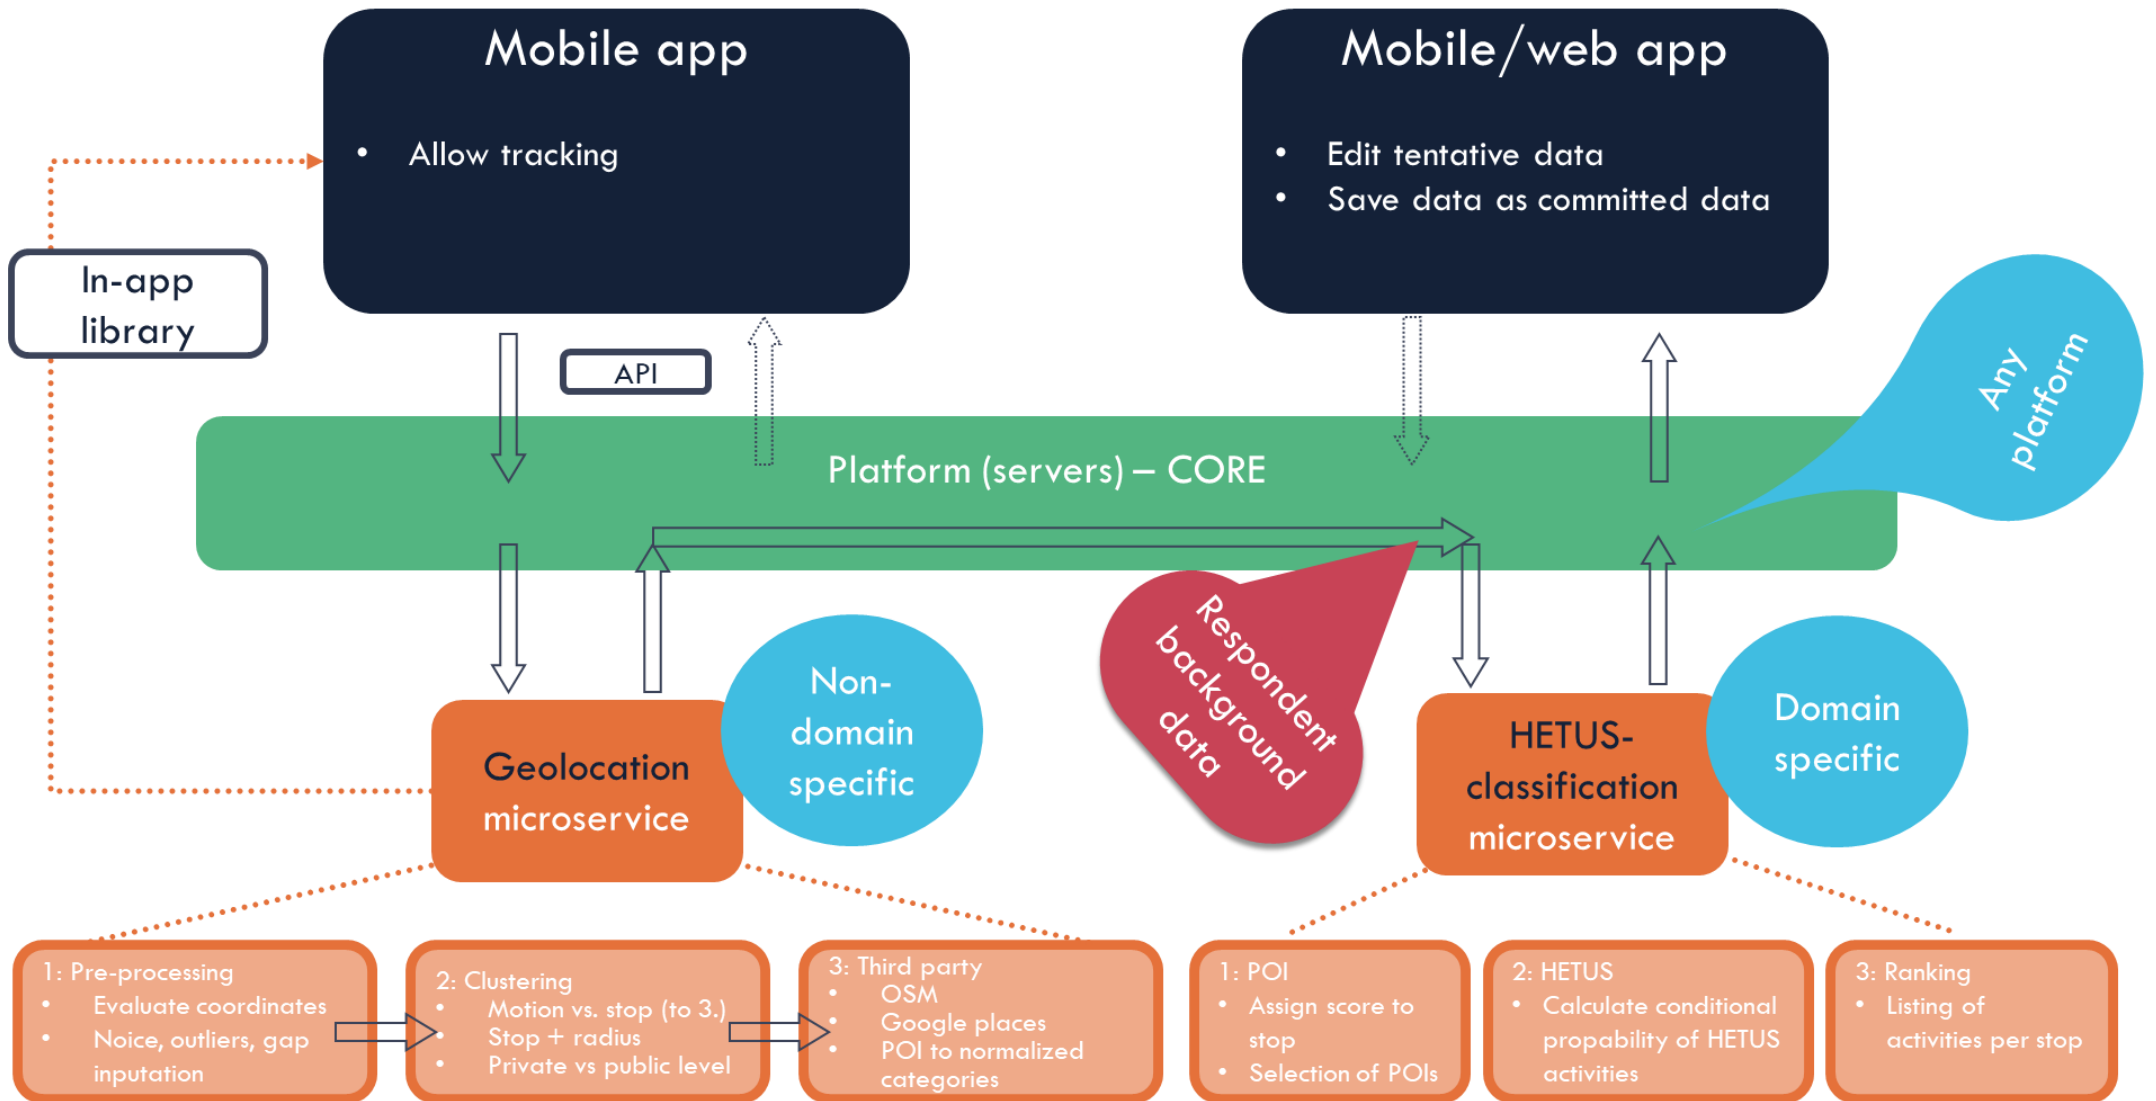 Mobile app
• Allow tracking
Mobile/web app
• Edit tentative data
• Save data as committed data
In-app
library
API
Any
platform
Platform (servers) – CORE
Respondent
background
data
Non-
domain
specific
Geolocation
microservice
HETUS-
classification
microservice
Domain
specific
1: Pre-processing
• Evaluate coordinates
• Noice, outliers, gap
inputation
2: Clustering
• Motion vs. stop (to 3.)
• Stop + radius
• Private vs public level
3: Third party
• OSM
• Google places
• POI to normalized
categories
1: POI
• Assign score to
stop
• Selection of POIs
2: HETUS
• Calculate conditional
propability of HETUS
activities
3: Ranking
• Listing of
activities per stop